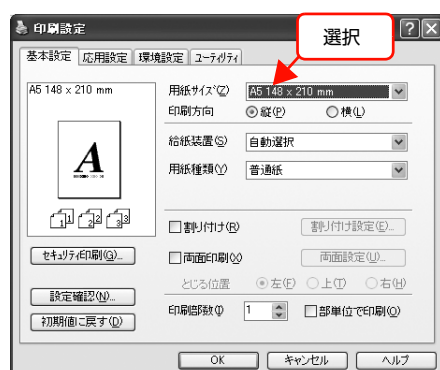 印刷設定
選択
基本設定 応用設定 環境設定 ユーティリティ
A5 148 x 210 mm
用紙サイズ(Z) A5 148 x 210 mm
印刷方向 縦(P) 横(L)
給紙装置(S) 自動選択
用紙種類(Y) 普通紙
A
1 1 2 2 3 3
割り付け(R) 割り付け設定(E)...
セキュリティ印刷(G)... 両面印刷(X) 両面設定(U)...
とじる位置 左(F) 上(T) 右(H)
設定確認(N)...
印刷部数(I) 1 部単位で印刷(O)
初期値に戻す(D)
OK キャンセル ヘルプ